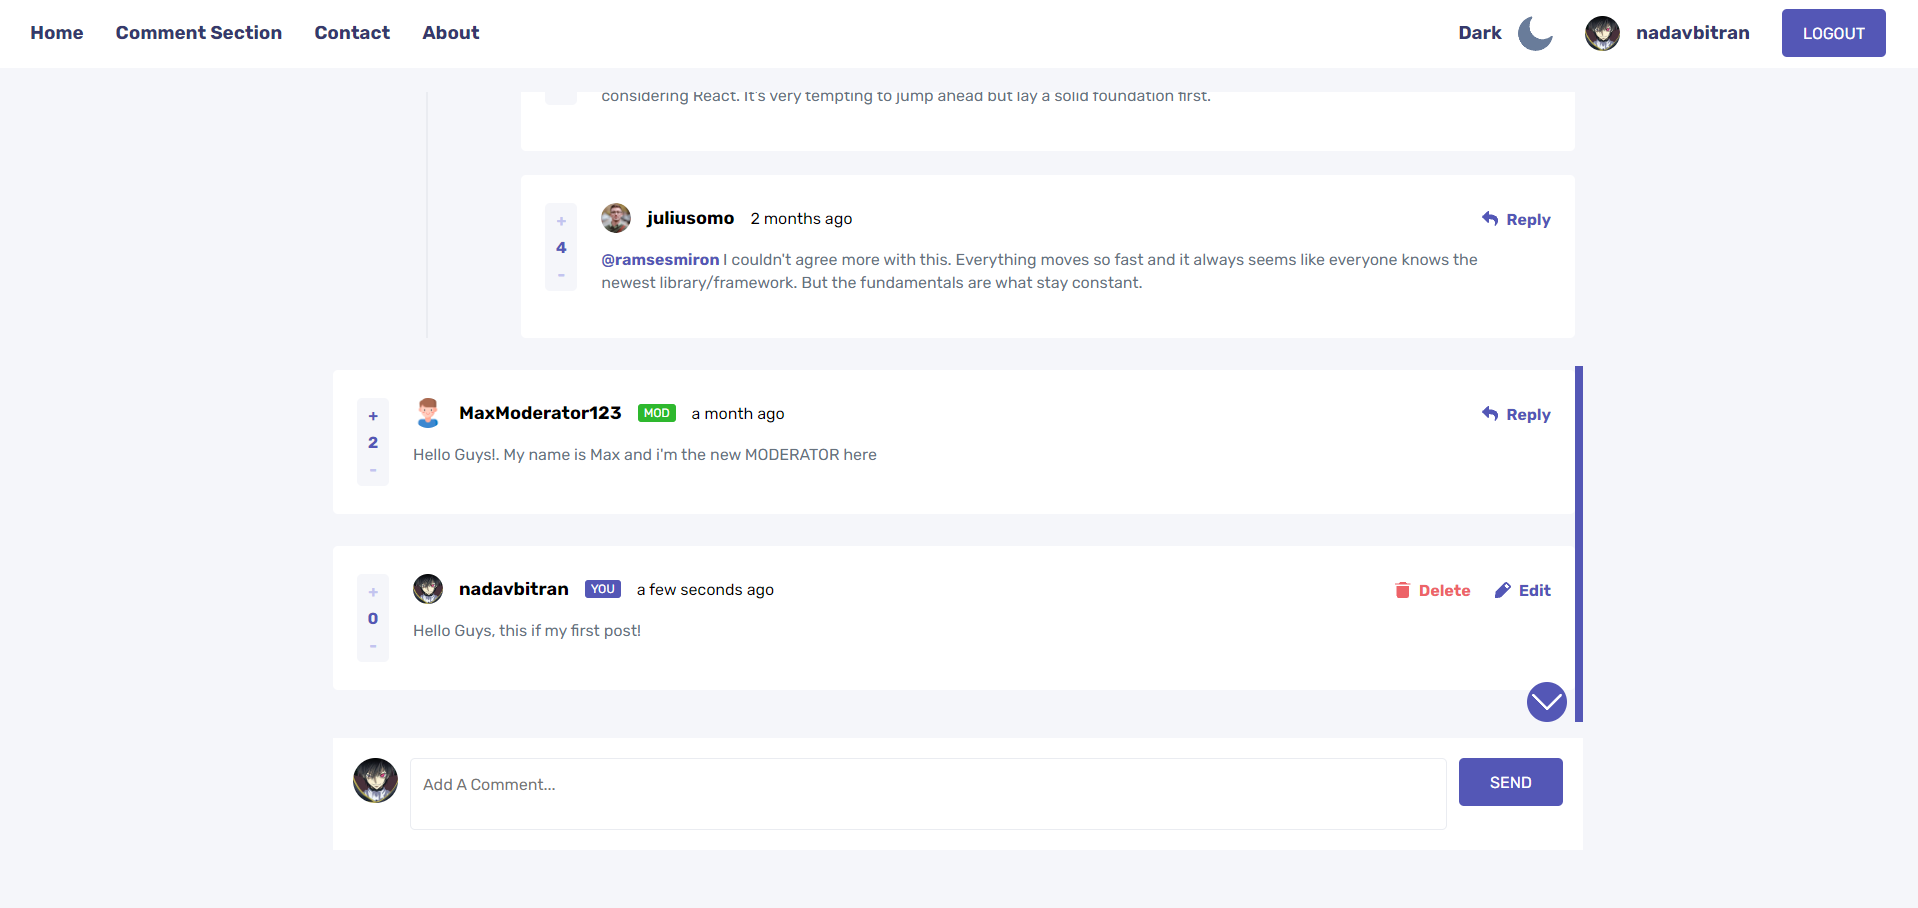 Home Comment Section Contact About Dark nadavbitran LOGOUT
considering React. It's very tempting to jump ahead but lay a solid foundation first.
+
4
-
juliusomo 2 months ago Reply
@ramsesmiron I couldn't agree more with this. Everything moves so fast and it always seems like everyone knows the
newest library/framework. But the fundamentals are what stay constant.
+
2
-
MaxModerator123 MOD a month ago Reply
Hello Guys!. My name is Max and i'm the new MODERATOR here
+
0
-
nadavbitran YOU a few seconds ago Delete Edit
Hello Guys, this if my first post!
Add A Comment...
SEND